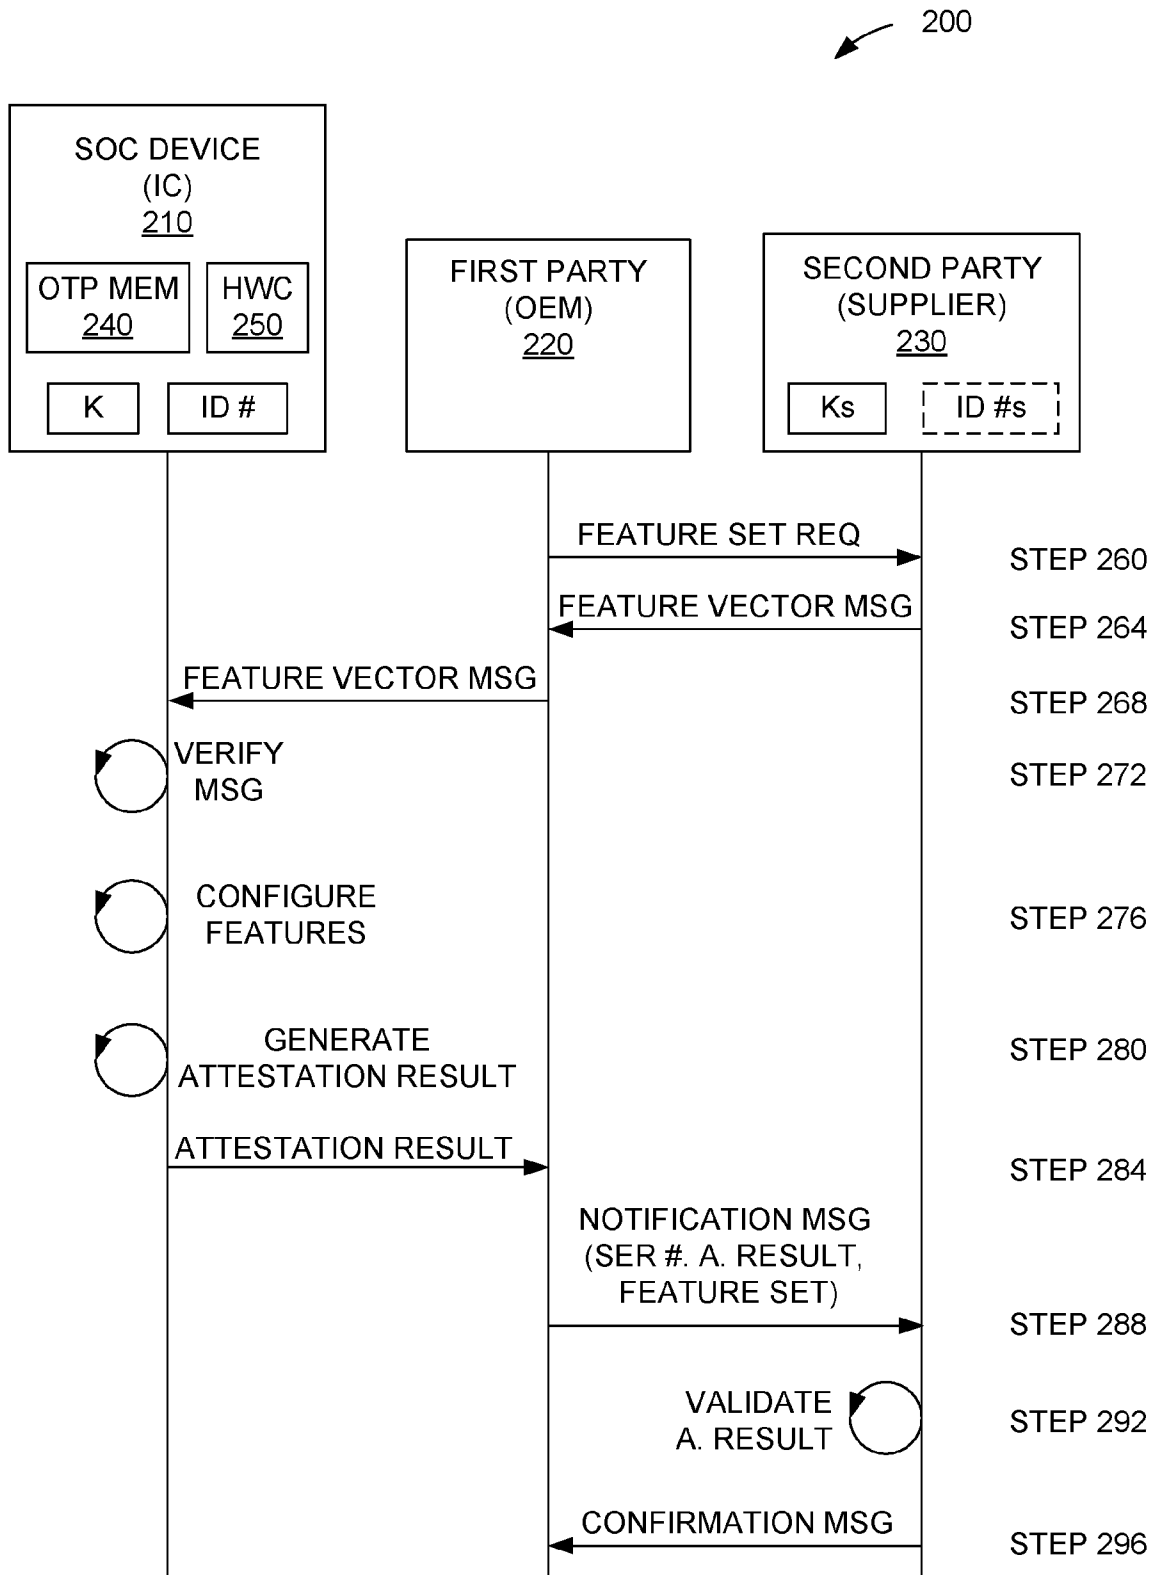 200
SOC DEVICE
(IC)
210
OTP MEM
240
HWC
250
K
ID #
FIRST PARTY
(OEM)
220
SECOND PARTY
(SUPPLIER)
230
Ks
ID #s
FEATURE SET REQ
STEP 260
FEATURE VECTOR MSG
STEP 264
FEATURE VECTOR MSG
STEP 268
VERIFY
MSG
STEP 272
CONFIGURE
FEATURES
STEP 276
GENERATE
ATTESTATION RESULT
STEP 280
ATTESTATION RESULT
STEP 284
NOTIFICATION MSG
(SER #. A. RESULT,
FEATURE SET)
STEP 288
VALIDATE
A. RESULT
STEP 292
CONFIRMATION MSG
STEP 296